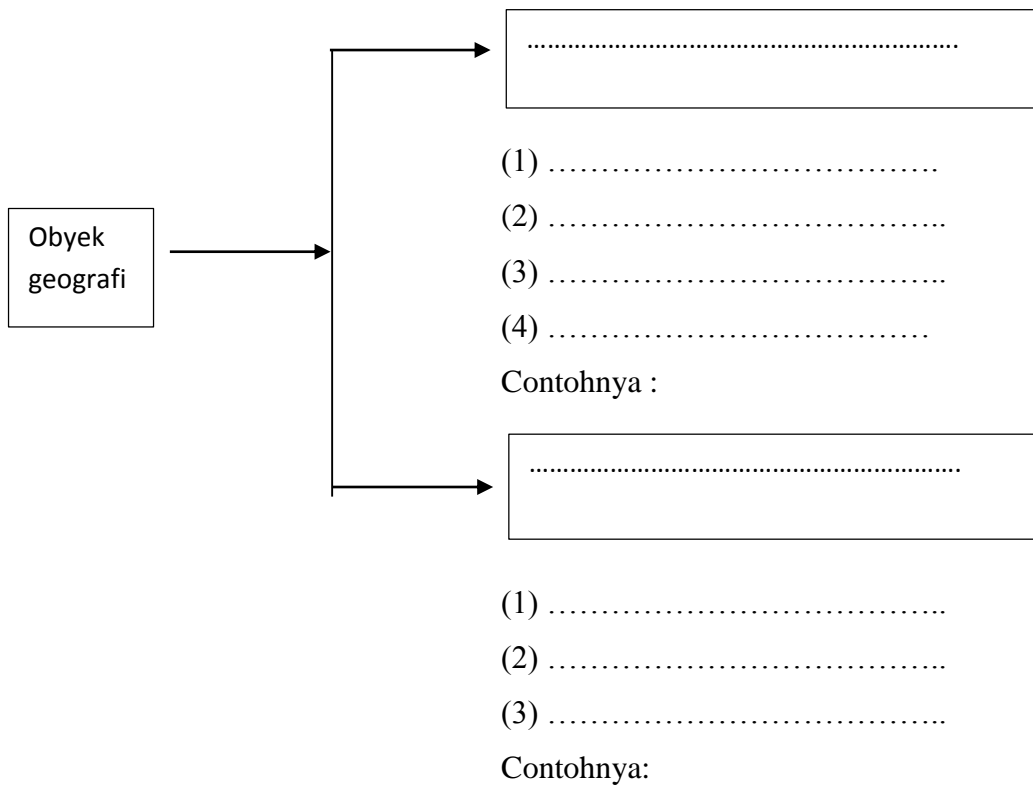 ……………………………………………………….
(1) ……………………………….
(2) ………………………………..
Obyek
geografi
(3) ………………………………..
(4) ………………………………
Contohnya :
……………………………………………………….
(1) ………………………………..
(2) ………………………………..
(3) ………………………………..
Contohnya: